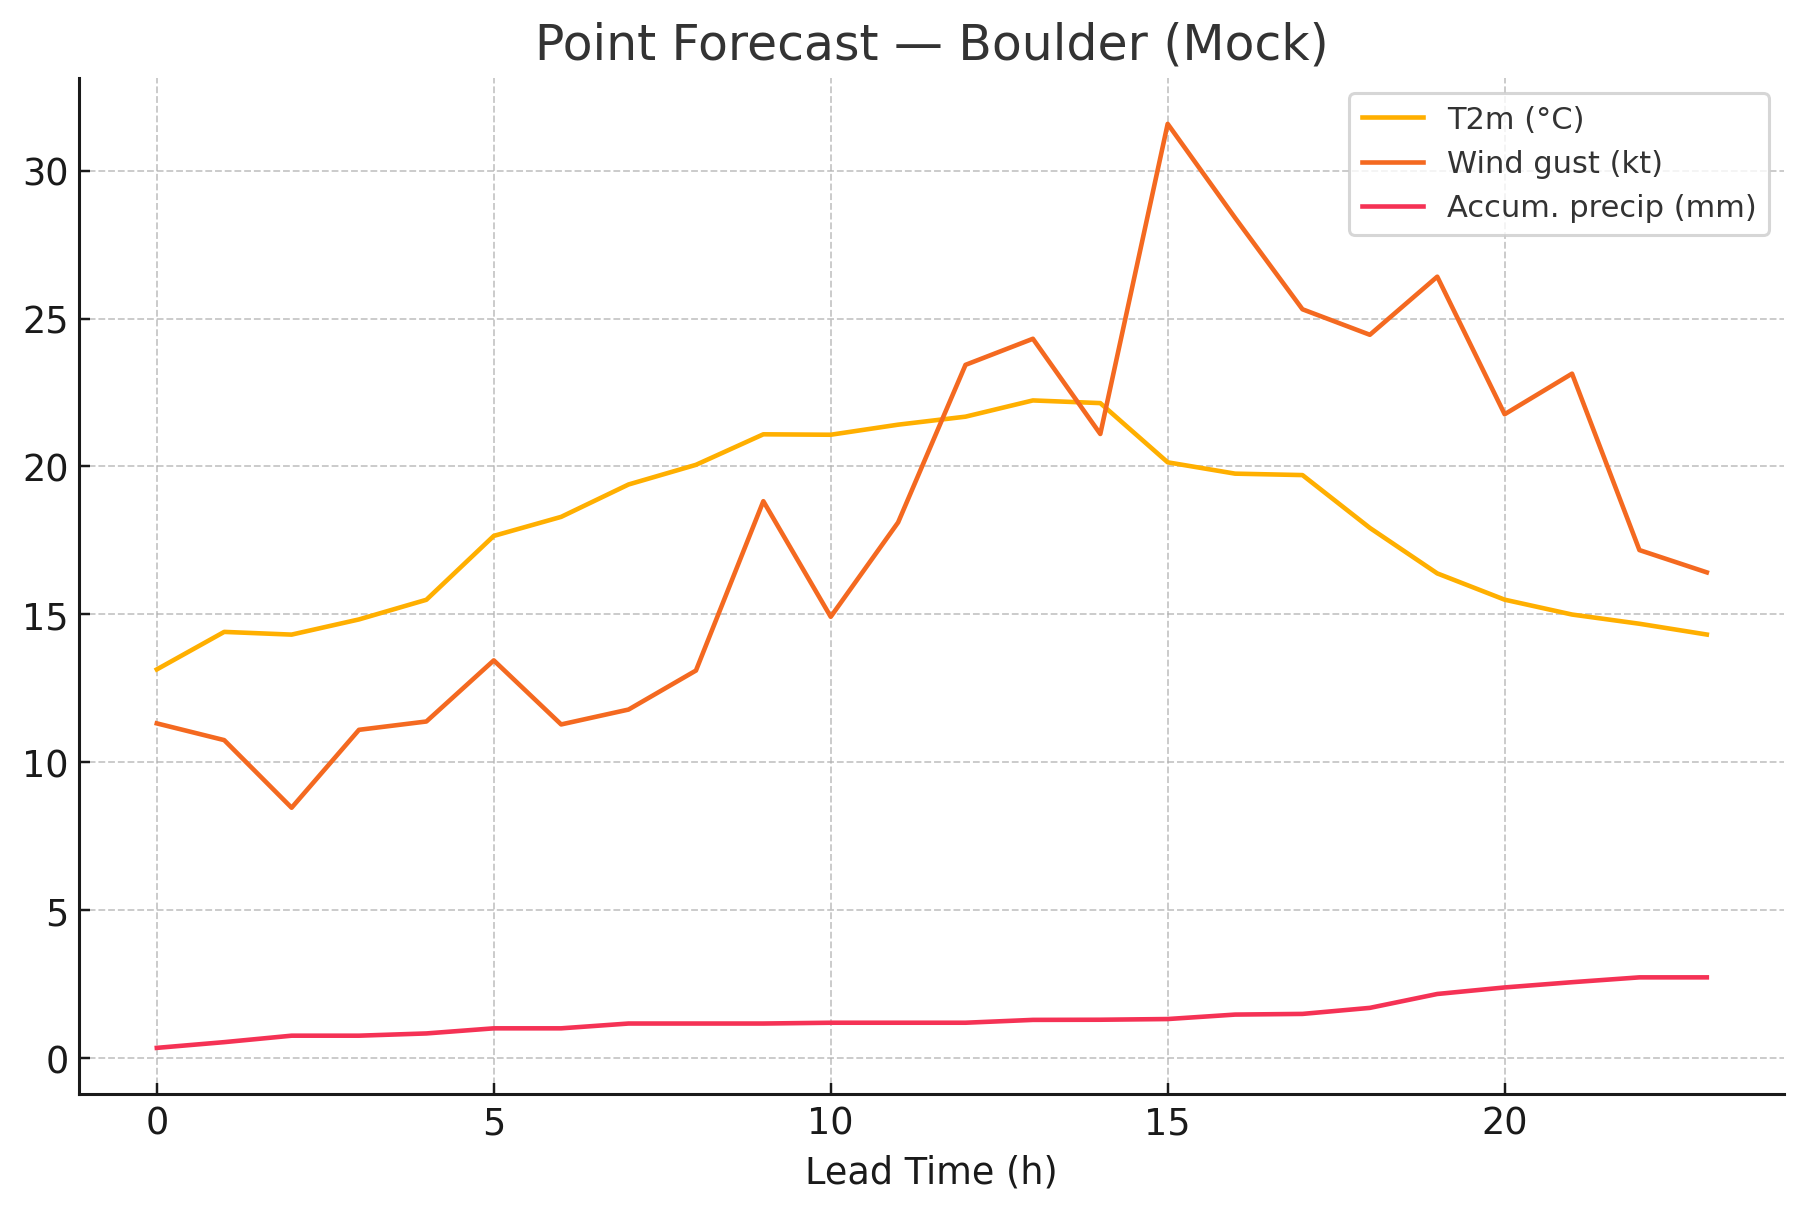 Point Forecast — Boulder (Mock)
T2m (°C)
Wind gust (kt)
Accum. precip (mm)
30
25
20
15
10
5
0
0 5 10 15 20
Lead Time (h)